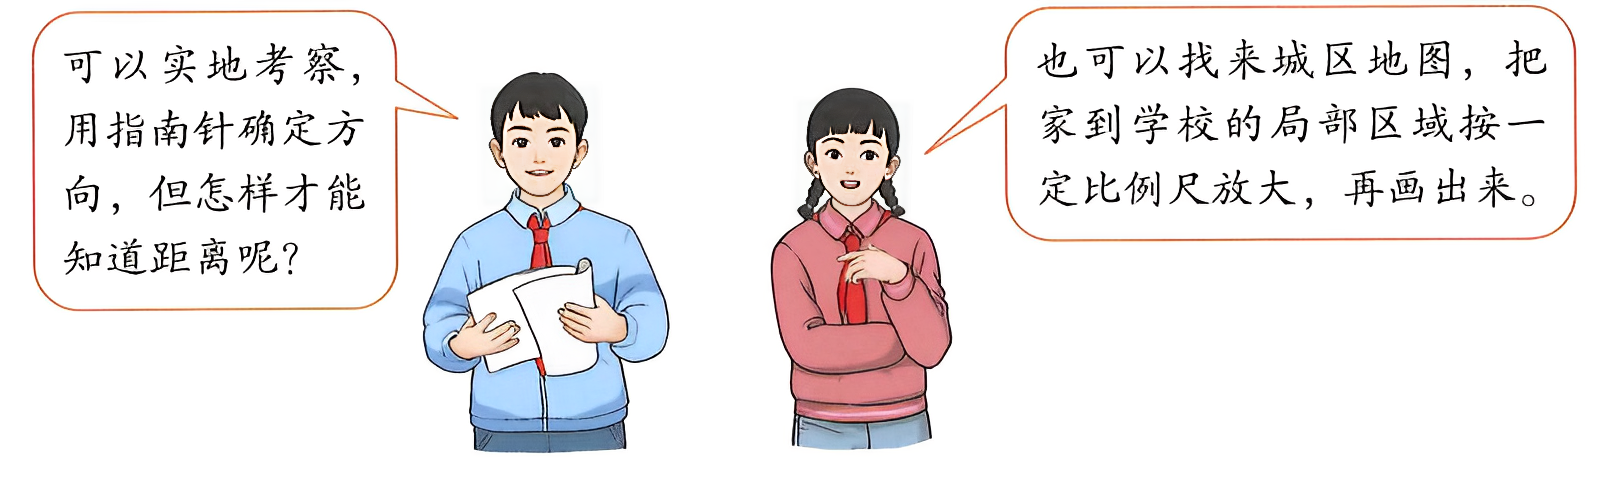 可以实地考察，
用指南针确定方
向，但怎样才能
知道距离呢？
也可以找来城区地图，把
家到学校的局部区域按一
定比例尺放大，再画出来。